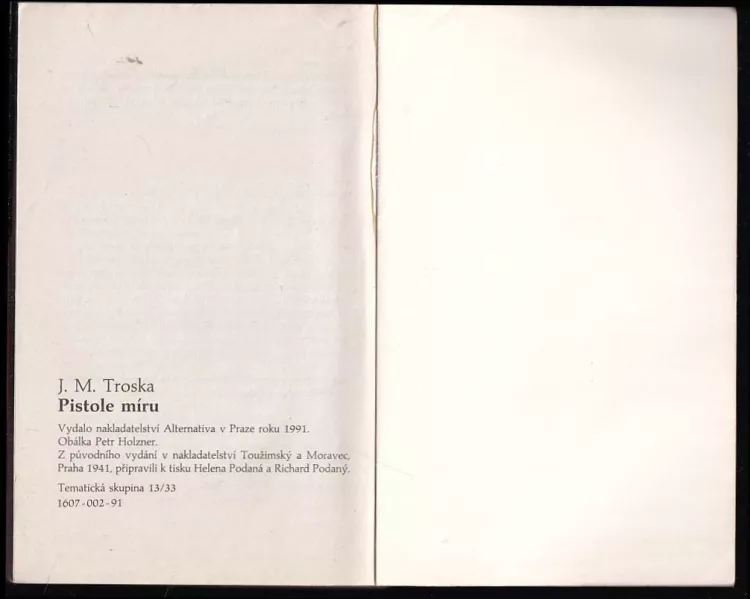 J. M. Troska
Pistole míru
Vydalo nakladatelství Alternativa v Praze roku 1991.
Obálka Petr Holzner.
Z původního vydání v nakladatelství Toužimský a Moravec,
Praha 1941, připravili k tisku Helena Podaná a Richard Podaný.
Tematická skupina 13/33
1607-002-91